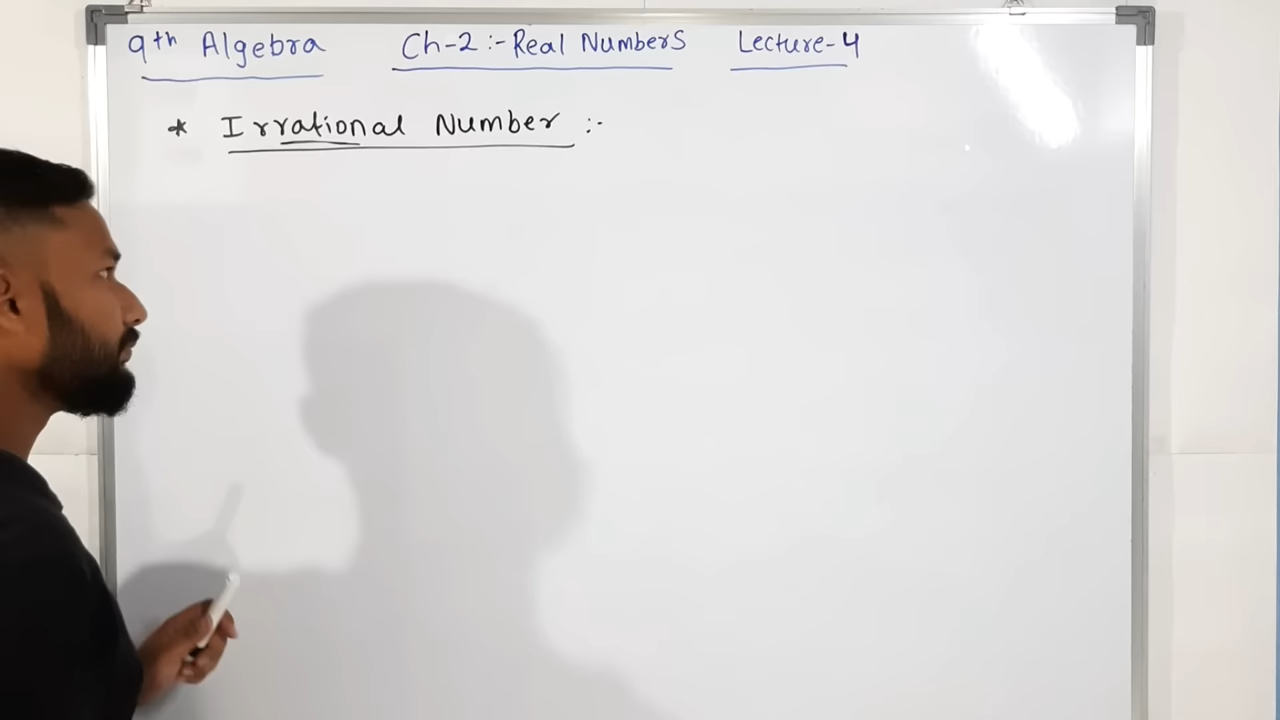 9th Algebra Ch-2 :- Real Numbers Lecture-4
* Irrational Number :-